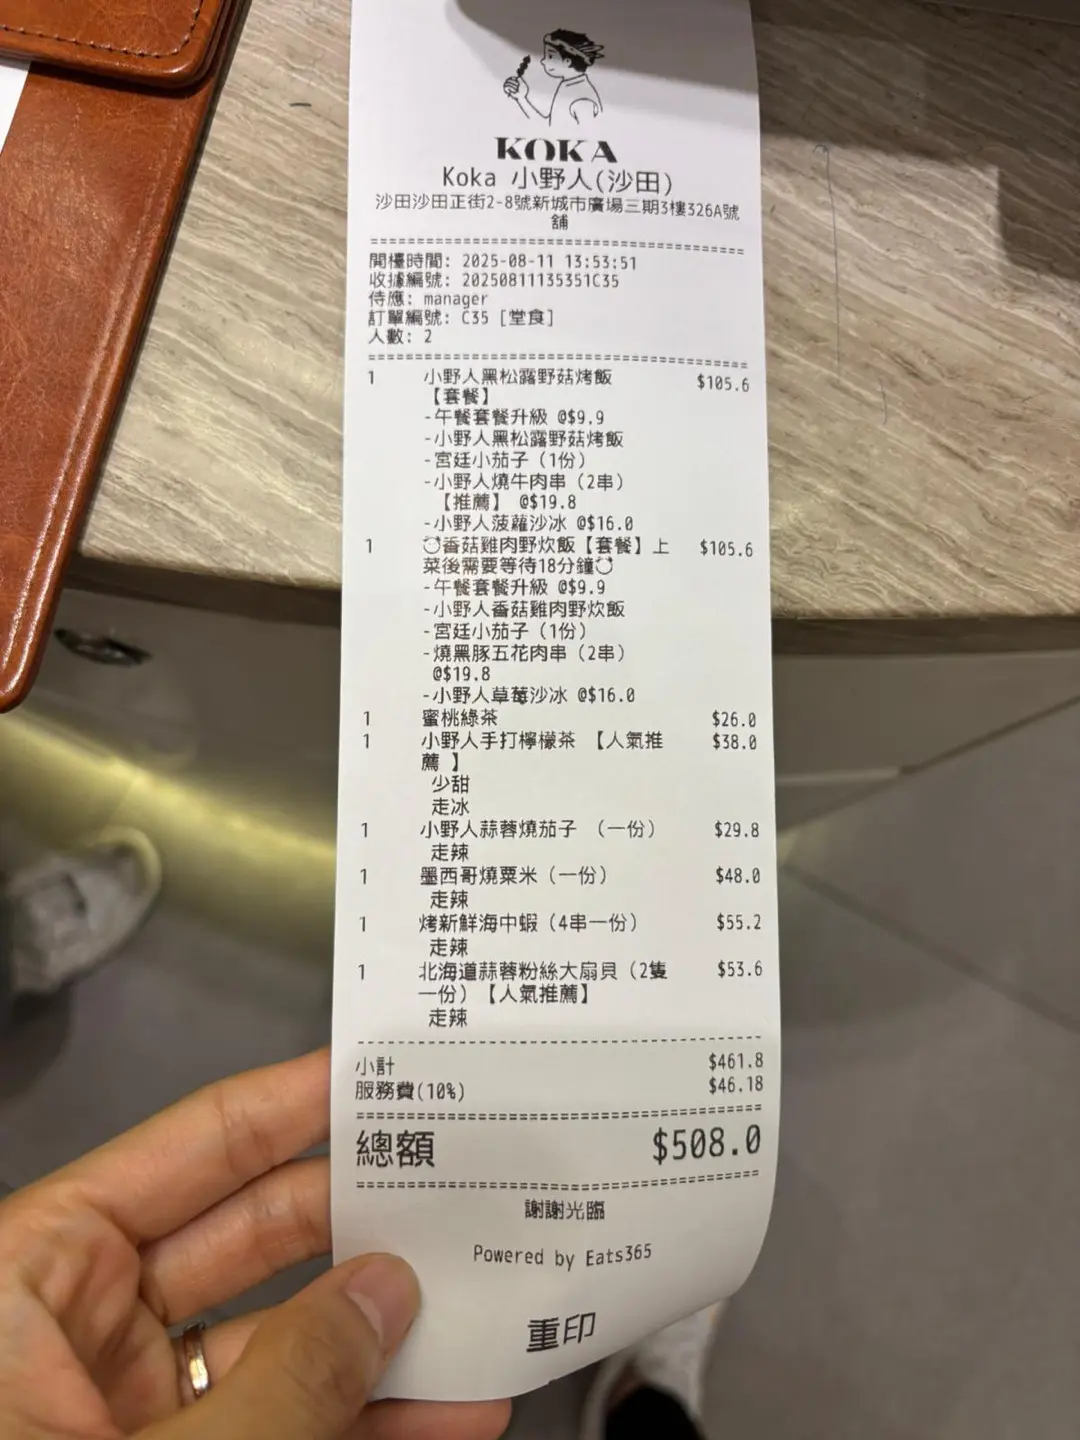 KOKA
Koka 小野人(沙田)
沙田沙田正街2-8號新城市廣場三期3樓326A號
舖
開檯時間: 2025-08-11 13:53:51
收據編號: 20250811135351C35
侍應: manager
訂單編號: C35 [堂食]
人數: 2
1 小野人黑松露野菇烤飯 $105.6
【套餐】
-午餐套餐升級 @$9.9
-小野人黑松露野菇烤飯
-宮廷小茄子（1份）
-小野人燒牛肉串（2串）
【推薦】 @$19.8
-小野人菠蘿沙冰 @$16.0
1 香菇雞肉野炊飯【套餐】上 $105.6
菜後需要等待18分鐘
-午餐套餐升級 @$9.9
-小野人香菇雞肉野炊飯
-宮廷小茄子（1份）
-燒黑豚五花肉串（2串）
@$19.8
-小野人草莓沙冰 @$16.0
1 蜜桃綠茶 $26.0
1 小野人手打檸檬茶 【人氣推 $38.0
薦 】
少甜
走冰
1 小野人蒜蓉燒茄子 （一份） $29.8
走辣
1 墨西哥燒粟米（一份） $48.0
走辣
1 烤新鮮海中蝦（4串一份） $55.2
走辣
1 北海道蒜蓉粉絲大扇貝（2隻 $53.6
一份）【人氣推薦】
走辣
小計 $461.8
服務費(10%) $46.18
總額 $508.0
謝謝光臨
Powered by Eats365
重印